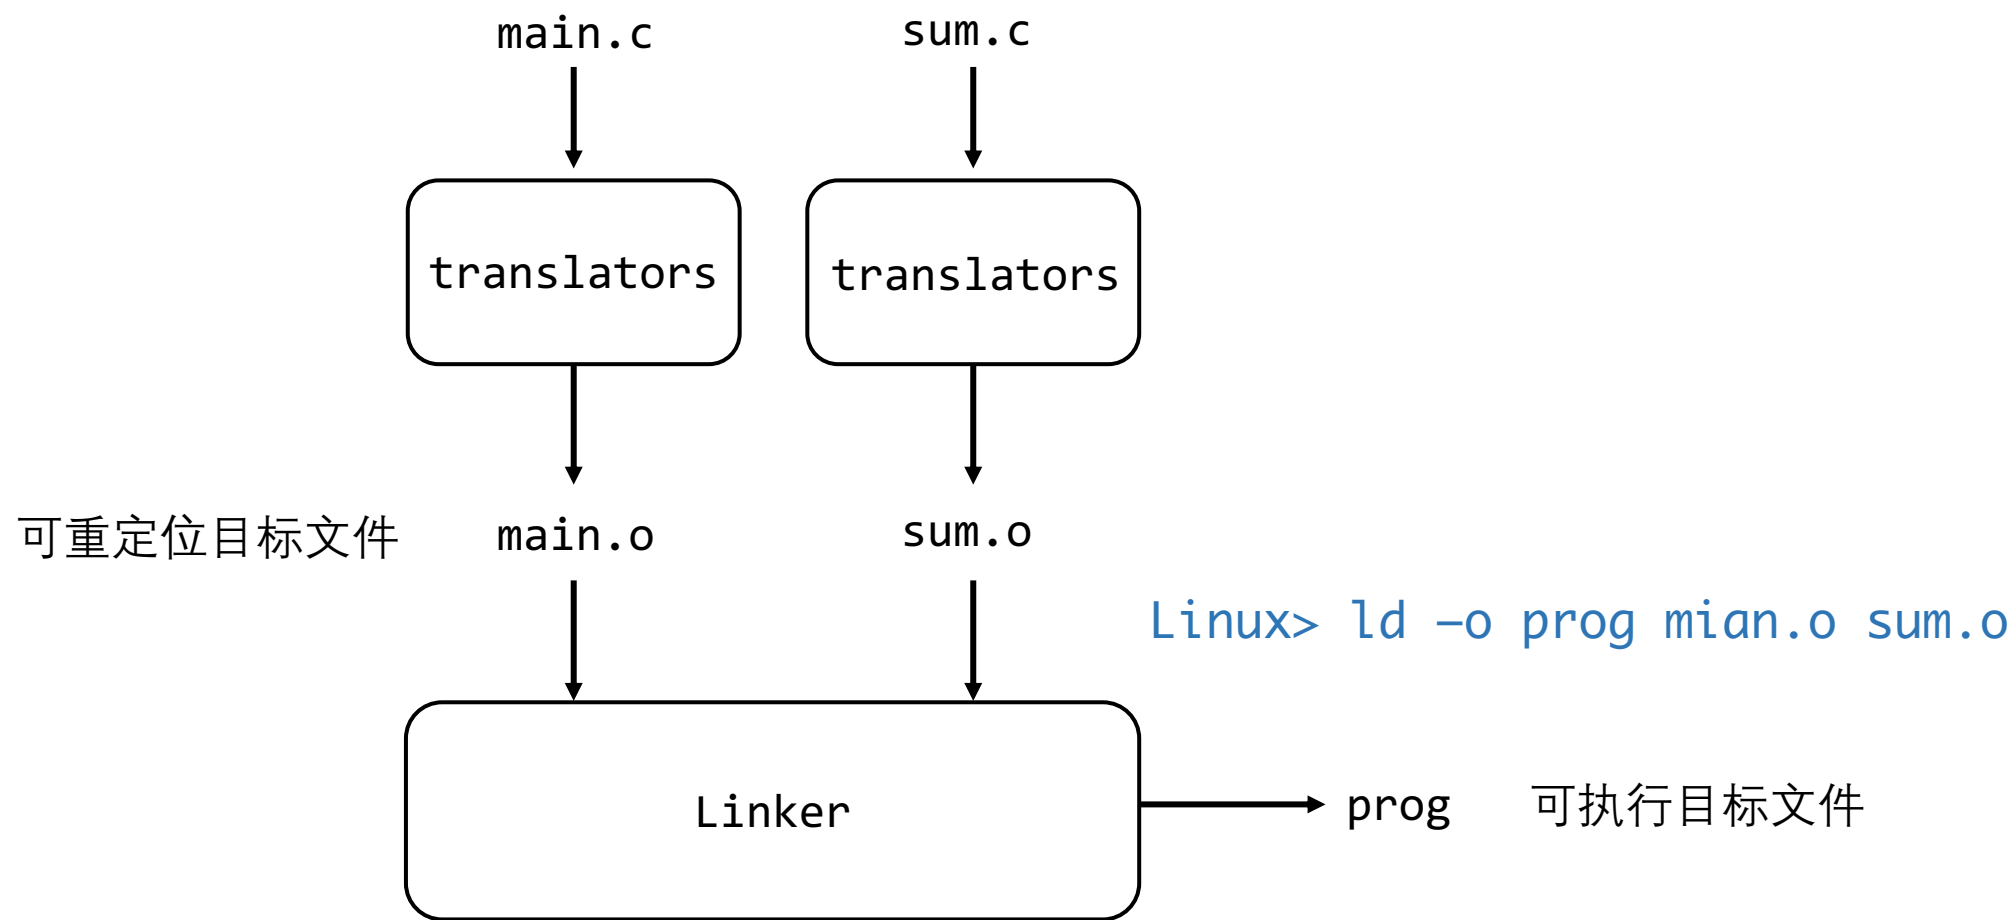 main.c
sum.c
translators
translators
可重定位目标文件
main.o
sum.o
Linux> ld –o prog mian.o sum.o
Linker
prog
可执行目标文件